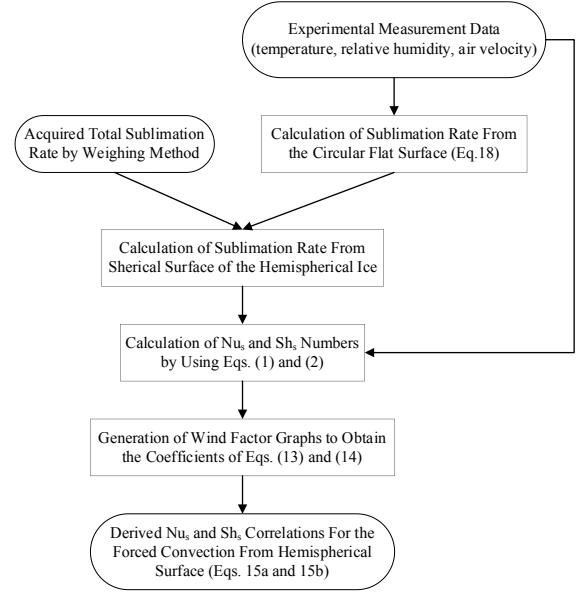 Experimental Measurement Data
(temperature, relative humidity, air velocity)
Acquired Total Sublimation
Rate by Weighing Method
Calculation of Sublimation Rate From
the Circular Flat Surface (Eq.18)
Calculation of Sublimation Rate From
Sherical Surface of the Hemispherical Ice
Calculation of Nuₛ and Shₛ Numbers
by Using Eqs. (1) and (2)
Generation of Wind Factor Graphs to Obtain
the Coefficients of Eqs. (13) and (14)
Derived Nuₛ and Shₛ Correlations For the
Forced Convection From Hemispherical
Surface (Eqs. 15a and 15b)